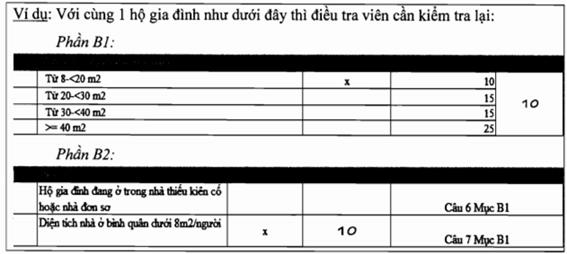 Ví dụ: Với cùng 1 hộ gia đình như dưới đây thì điều tra viên cần kiểm tra lại:
Phần B1:
Từ 8-<20 m2 x 10
Từ 20-<30 m2 15
Từ 30-<40 m2 15
>= 40 m2 25
10
Phần B2:
Hộ gia đình đang ở trong nhà thiếu kiên cố
hoặc nhà đơn sơ Câu 6 Mục B1
Diện tích nhà ở bình quân dưới 8m2/người x 10 Câu 7 Mục B1